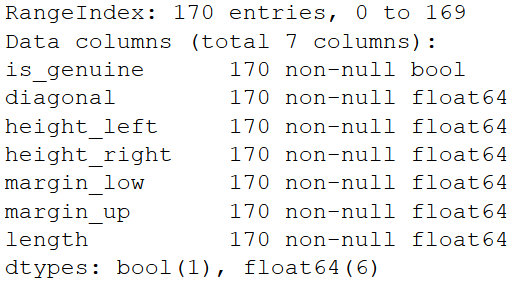 RangeIndex: 170 entries, 0 to 169
Data columns (total 7 columns):
is_genuine      170 non-null bool
diagonal        170 non-null float64
height_left     170 non-null float64
height_right    170 non-null float64
margin_low      170 non-null float64
margin_up       170 non-null float64
length          170 non-null float64
dtypes: bool(1), float64(6)